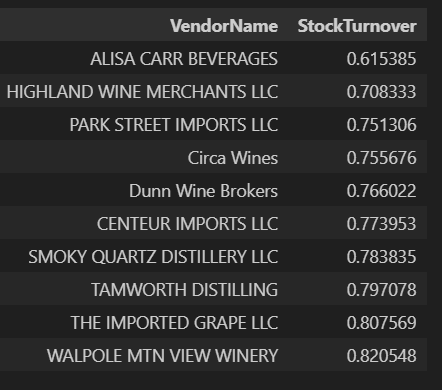 VendorName StockTurnover
ALISA CARR BEVERAGES 0.615385
HIGHLAND WINE MERCHANTS LLC 0.708333
PARK STREET IMPORTS LLC 0.751306
Circa Wines 0.755676
Dunn Wine Brokers 0.766022
CENTEUR IMPORTS LLC 0.773953
SMOKY QUARTZ DISTILLERY LLC 0.783835
TAMWORTH DISTILLING 0.797078
THE IMPORTED GRAPE LLC 0.807569
WALPOLE MTN VIEW WINERY 0.820548